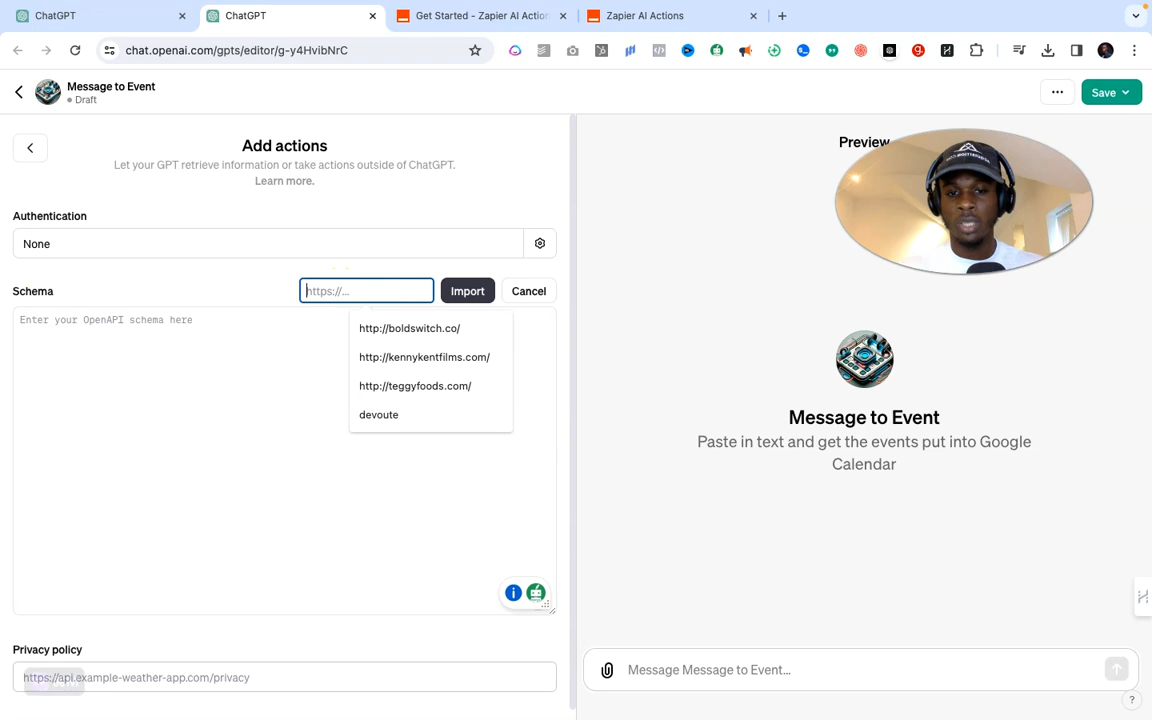 ChatGPT
ChatGPT
Get Started - Zapier AI Action
Zapier AI Actions
chat.openai.com/gpts/editor/g-y4HvibNrC
Message to Event
Draft
Save
Add actions
Let your GPT retrieve information or take actions outside of ChatGPT.
Learn more.
Preview
Authentication
None
Schema
https://...
Import
Cancel
Enter your OpenAPI schema here
http://boldswitch.co/
http://kennykentfilms.com/
http://teggyfoods.com/
devoute
Message to Event
Paste in text and get the events put into Google
Calendar
Privacy policy
https://api.example-weather-app.com/privacy
Message Message to Event...
?